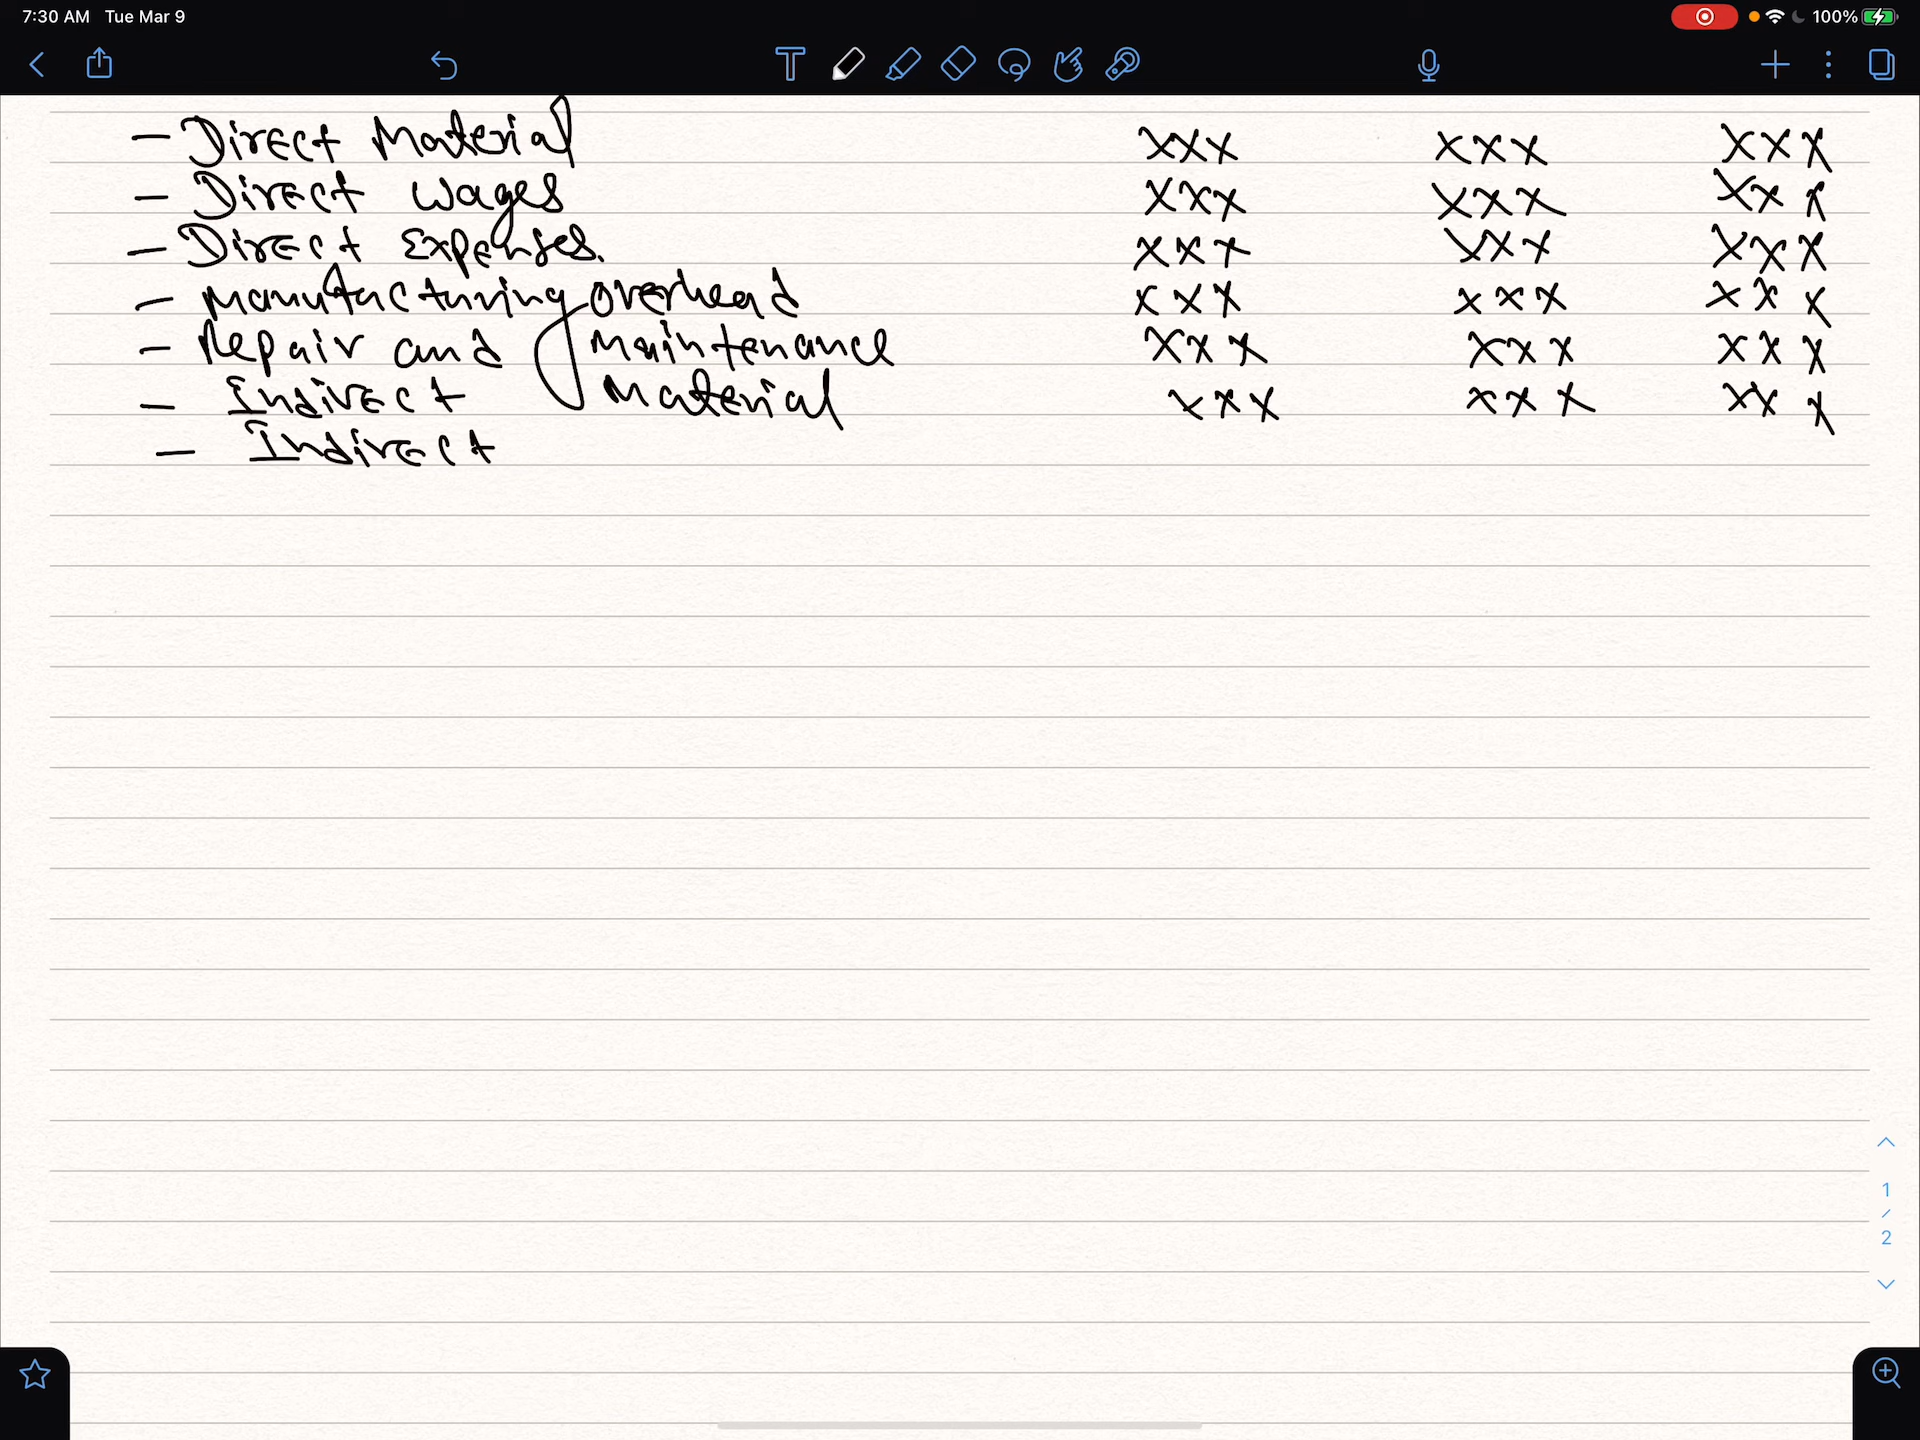 7:30 AM Tue Mar 9 100%
- Direct Material xxx xxx xxx
- Direct wages xxx xxx xxx
- Direct Expenses. xxx xxx xxx
- Manufacturing overhead xxx xxx xxx
- Repair and Maintenance xxx xxx xxx
- Indirect Material xxx xxx xxx
- Indirect
1
/
2